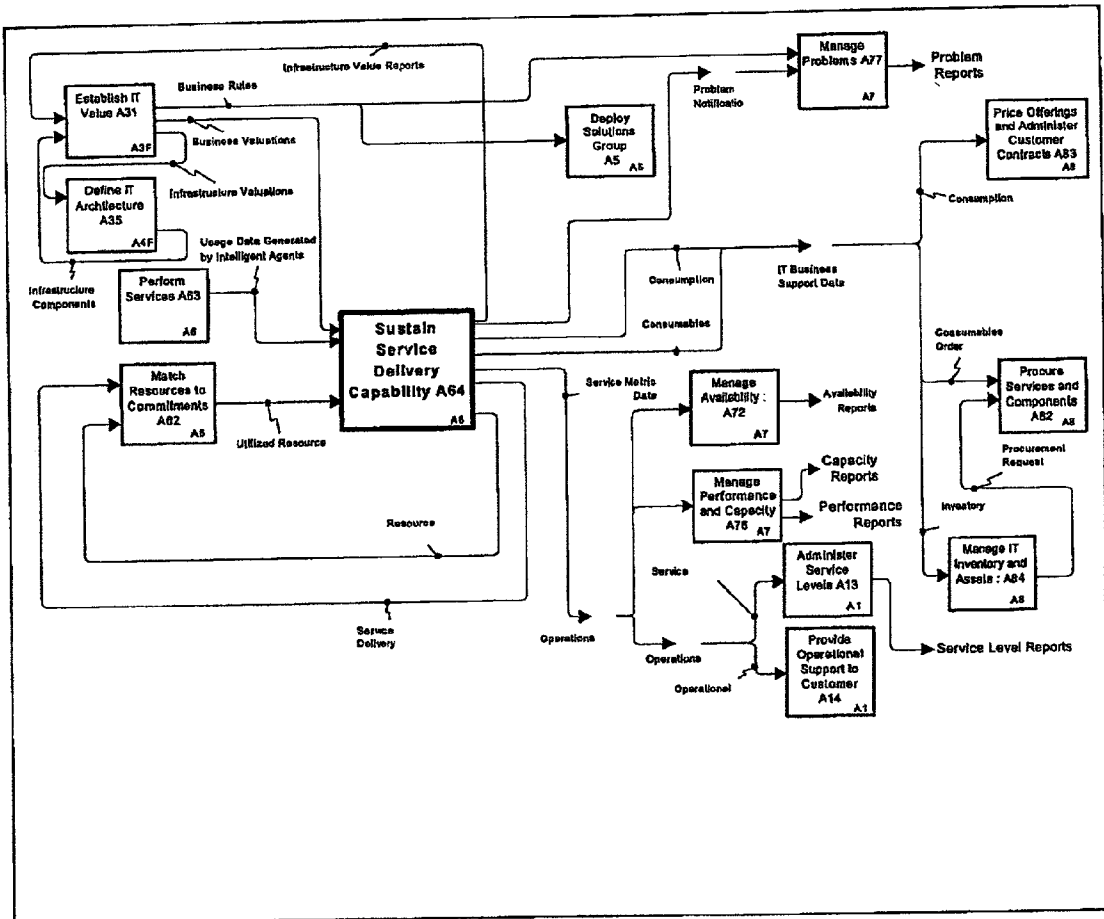 Infrastructure Value Reports
Business Rules
Establish IT
Value A31
A3F
Business Valuations
Infrastructure Valuations
Define IT
Architecture
A35
A4F
Infrastructure
Components
Usage Data Generated
by Intelligent Agents
Perform
Services A63
A6
Match
Resources to
Commitments
A62
A5
Utilized Resource
Sustain
Service
Delivery
Capability A64
A6
Resource
Service
Delivery
Manage
Problems A77
A7
Problem
Reports
Problem
Notificatio
Deploy
Solutions
Group
A5
A5
Price Offerings
and Administer
Customer
Contracts A83
A8
Consumption
Consumption
IT Business
Support Data
Consumables
Consumables
Order
Procure
Services and
Components
A82
A8
Procurement
Request
Inventory
Manage IT
Inventory and
Assets : A84
A8
Service Metric
Data
Manage
Availability :
A72
A7
Availability
Reports
Manage
Performance
and Capacity
A76
A7
Capacity
Reports
Performance
Reports
Service
Administer
Service
Levels A13
A1
Operations
Operations
Operational
Provide
Operational
Support to
Customer
A14
A1
Service Level Reports